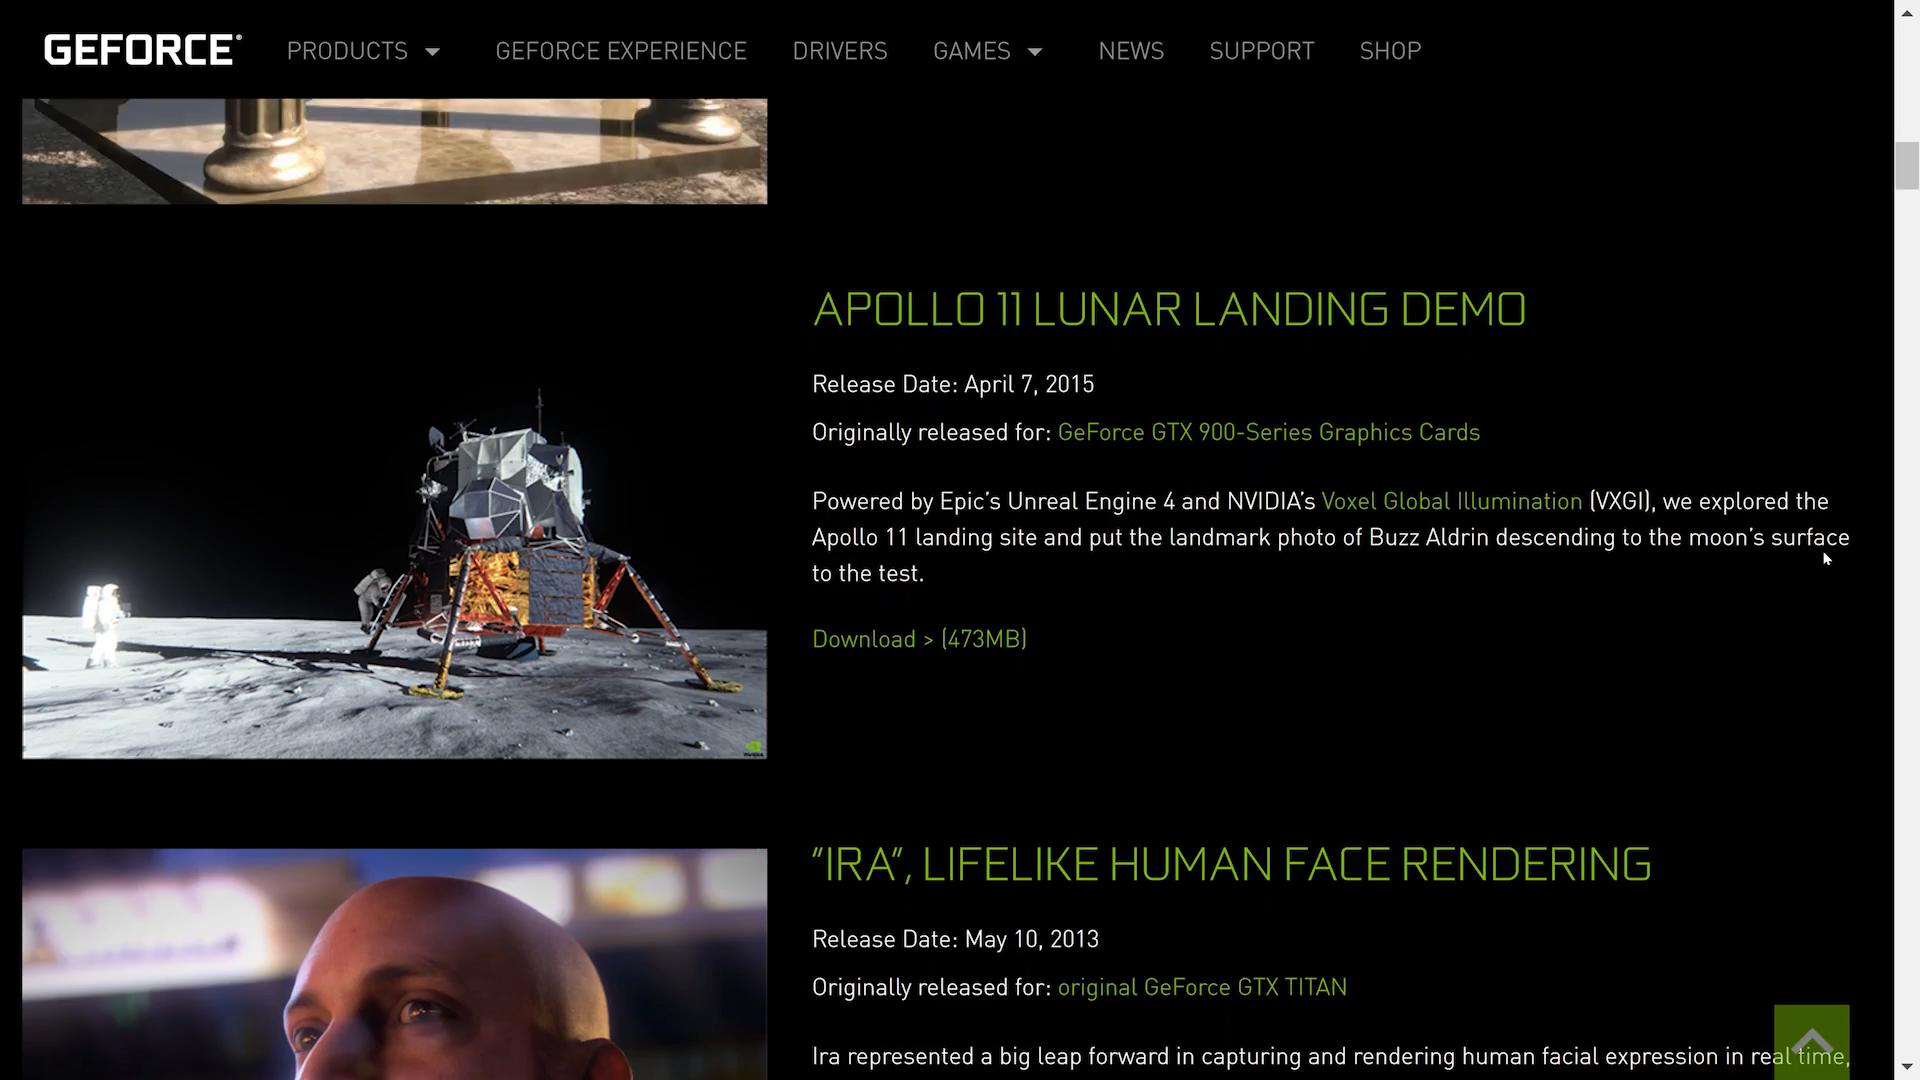 GEFORCE® PRODUCTS GEFORCE EXPERIENCE DRIVERS GAMES NEWS SUPPORT SHOP
APOLLO 11 LUNAR LANDING DEMO
Release Date: April 7, 2015
Originally released for: GeForce GTX 900-Series Graphics Cards
Powered by Epic’s Unreal Engine 4 and NVIDIA’s Voxel Global Illumination (VXGI), we explored the
Apollo 11 landing site and put the landmark photo of Buzz Aldrin descending to the moon’s surface
to the test.
Download > (473MB)
NVIDIA
“IRA”, LIFELIKE HUMAN FACE RENDERING
Release Date: May 10, 2013
Originally released for: original GeForce GTX TITAN
Ira represented a big leap forward in capturing and rendering human facial expression in real time,